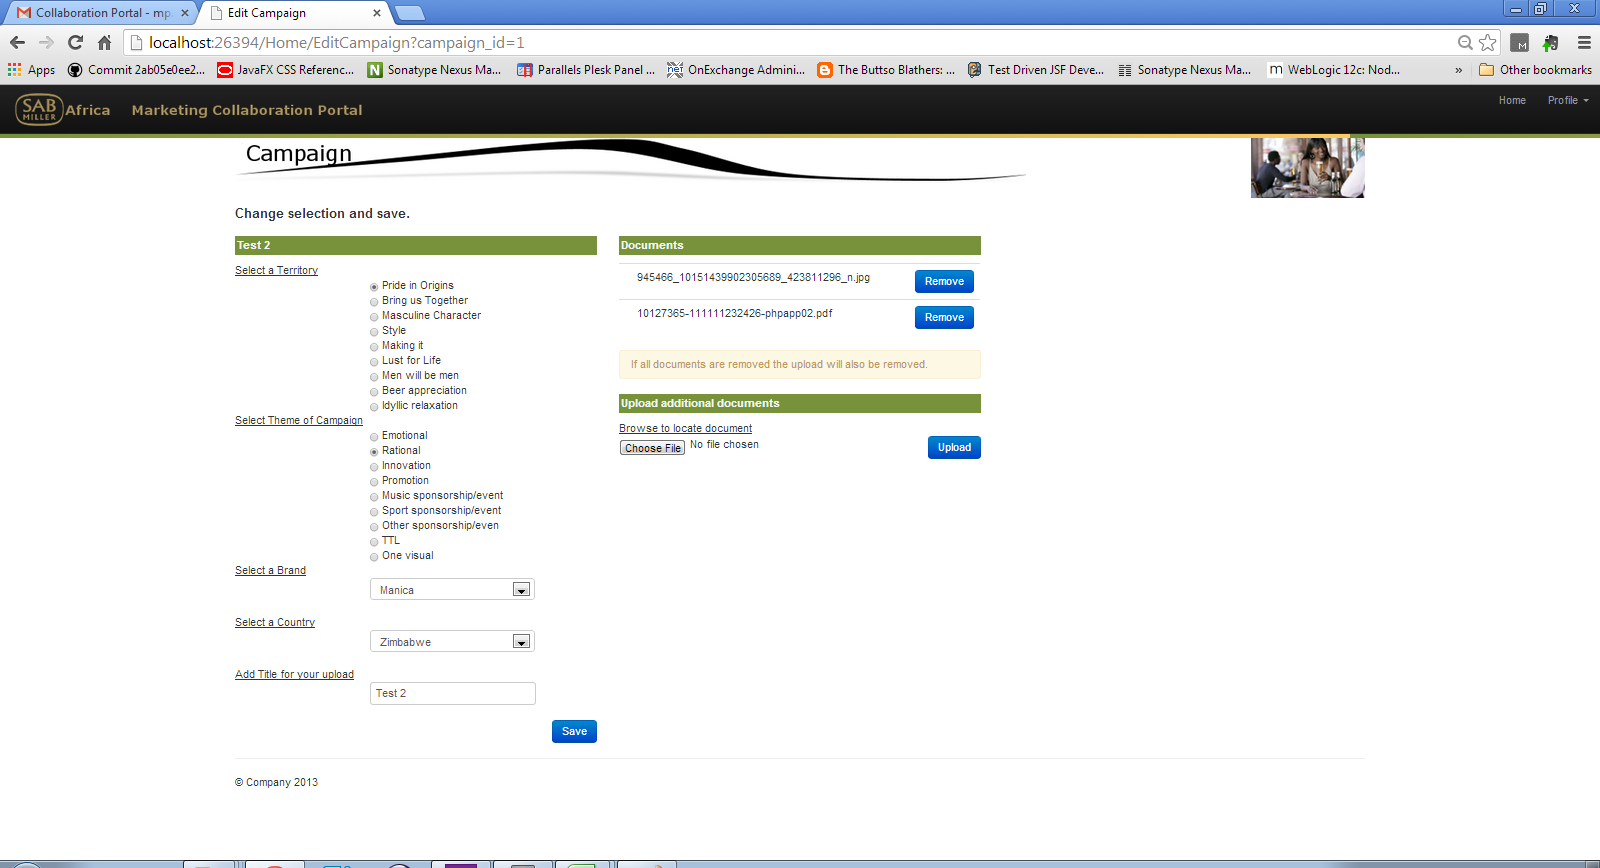 Collaboration Portal - mp
Edit Campaign
localhost:26394/Home/EditCampaign?campaign_id=1
Apps
Commit 2ab05e0ee2...
JavaFX CSS Referenc...
Sonatype Nexus Ma...
Parallels Plesk Panel ...
OnExchange Admini...
The Buttso Blathers: ...
Test Driven JSF Deve...
Sonatype Nexus Ma...
WebLogic 12c: Nod...
»
Other bookmarks
SAB
MILLER
Africa
Marketing Collaboration Portal
Home
Profile
Campaign
Change selection and save.
Test 2
Select a Territory
Pride in Origins
Bring us Together
Masculine Character
Style
Making it
Lust for Life
Men will be men
Beer appreciation
Idyllic relaxation
Select Theme of Campaign
Emotional
Rational
Innovation
Promotion
Music sponsorship/event
Sport sponsorship/event
Other sponsorship/even
TTL
One visual
Select a Brand
Manica
Select a Country
Zimbabwe
Add Title for your upload
Test 2
Save
Documents
945466_10151439902305689_423811296_n.jpg
Remove
10127365-111111232426-phpapp02.pdf
Remove
If all documents are removed the upload will also be removed.
Upload additional documents
Browse to locate document
Choose File No file chosen
Upload
© Company 2013